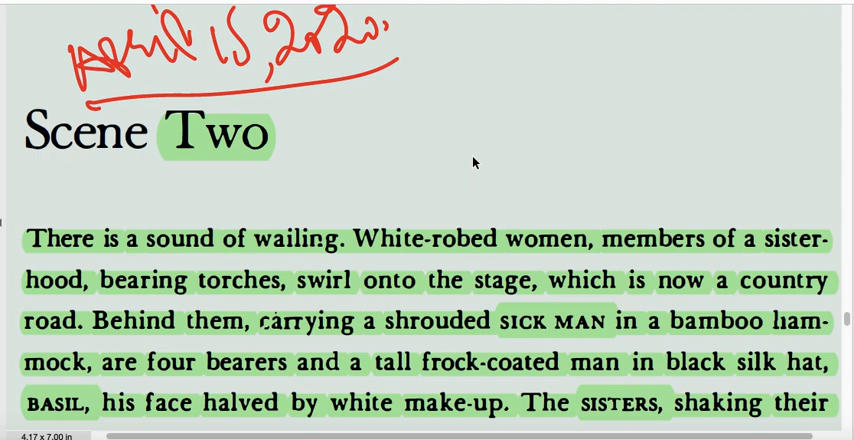 April 15, 2020.
Scene Two
There is a sound of wailing. White-robed women, members of a sister-
hood, bearing torches, swirl onto the stage, which is now a country
road. Behind them, carrying a shrouded SICK MAN in a bamboo ham-
mock, are four bearers and a tall frock-coated man in black silk hat,
BASIL, his face halved by white make-up. The SISTERS, shaking their
4.17 x 7.00 in